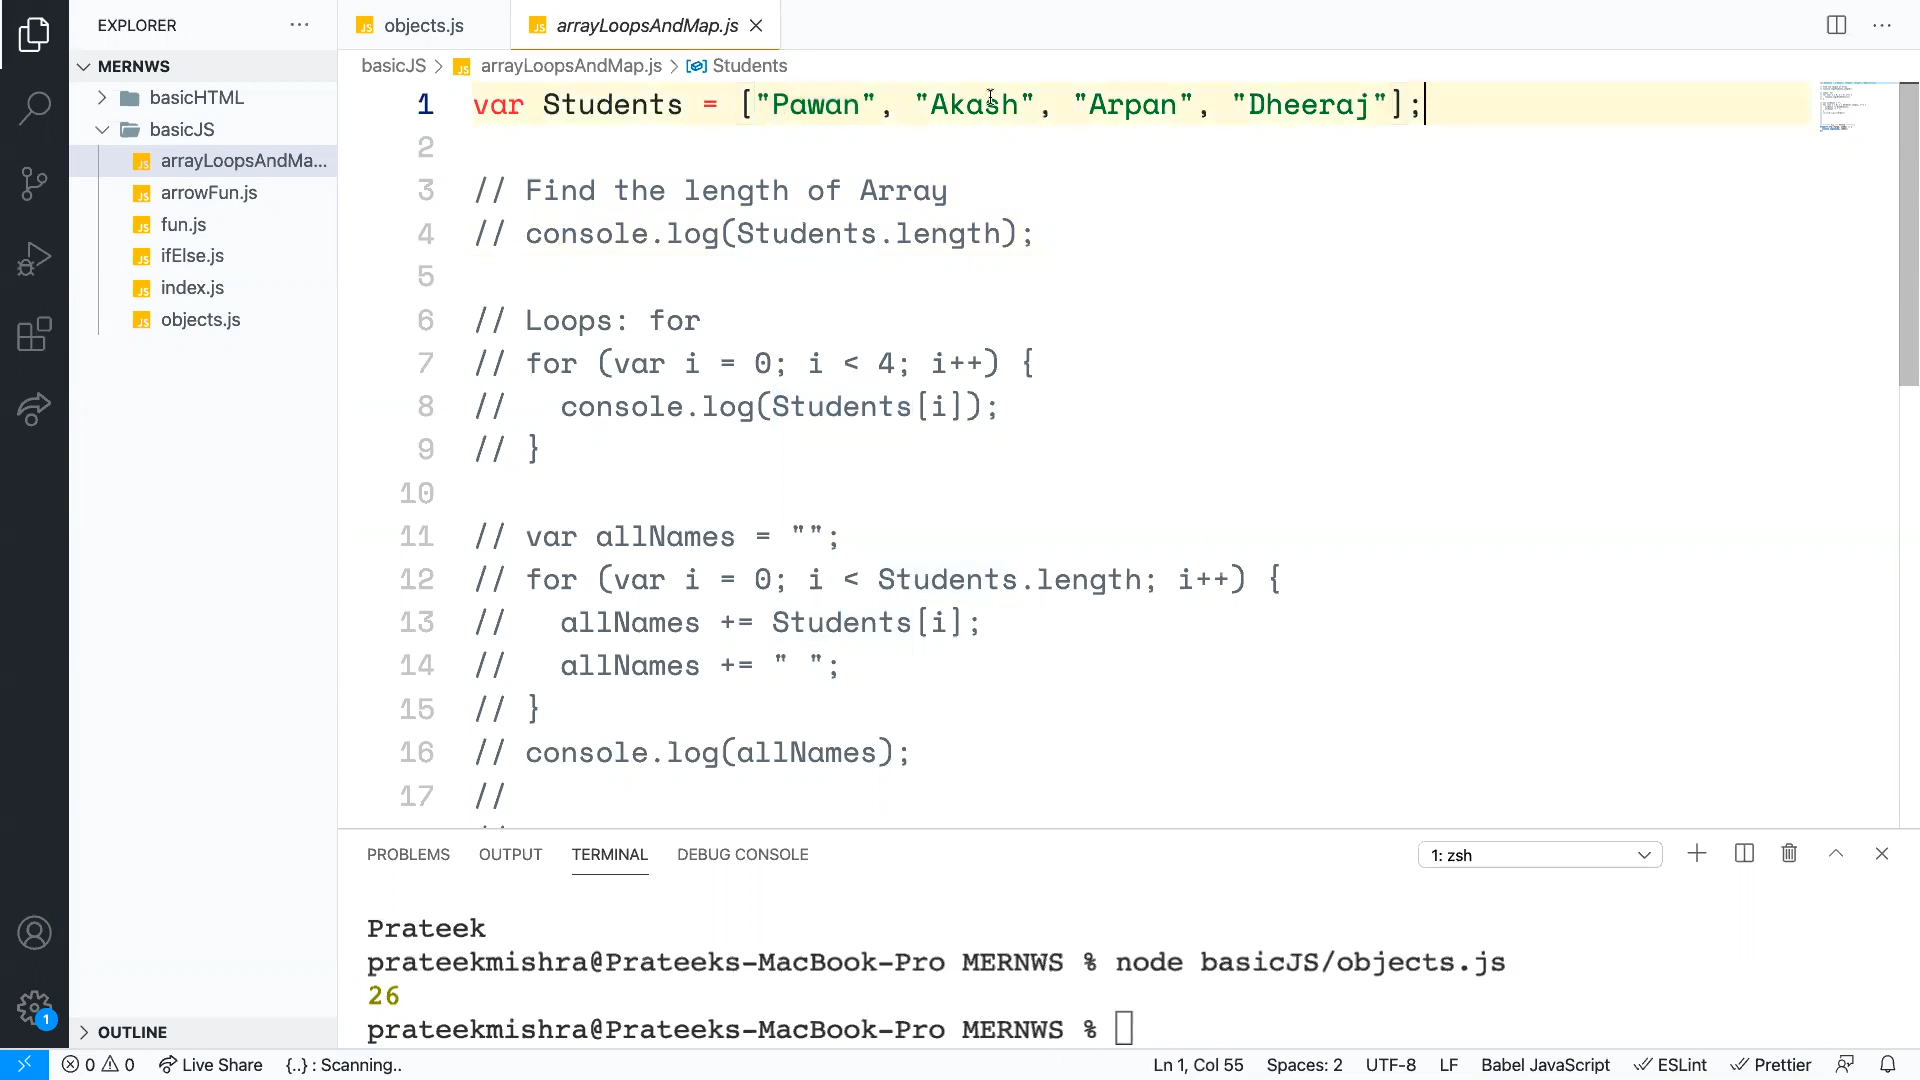 EXPLORER
MERNWS
basicHTML
basicJS
arrayLoopsAndMa...
arrowFun.js
fun.js
ifElse.js
index.js
objects.js
OUTLINE
objects.js
arrayLoopsAndMap.js
basicJS > arrayLoopsAndMap.js > Students
1 var Students = ["Pawan", "Akash", "Arpan", "Dheeraj"];
2
3 // Find the length of Array
4 // console.log(Students.length);
5
6 // Loops: for
7 // for (var i = 0; i < 4; i++) {
8 //   console.log(Students[i]);
9 // }
10
11 // var allNames = "";
12 // for (var i = 0; i < Students.length; i++) {
13 //   allNames += Students[i];
14 //   allNames += " ";
15 // }
16 // console.log(allNames);
17 //
PROBLEMS OUTPUT TERMINAL DEBUG CONSOLE 1: zsh
Prateek
prateekmishra@Prateeks-MacBook-Pro MERNWS % node basicJS/objects.js
26
prateekmishra@Prateeks-MacBook-Pro MERNWS %
1
0 0 Live Share {..} : Scanning.. Ln 1, Col 55 Spaces: 2 UTF-8 LF Babel JavaScript ESLint Prettier